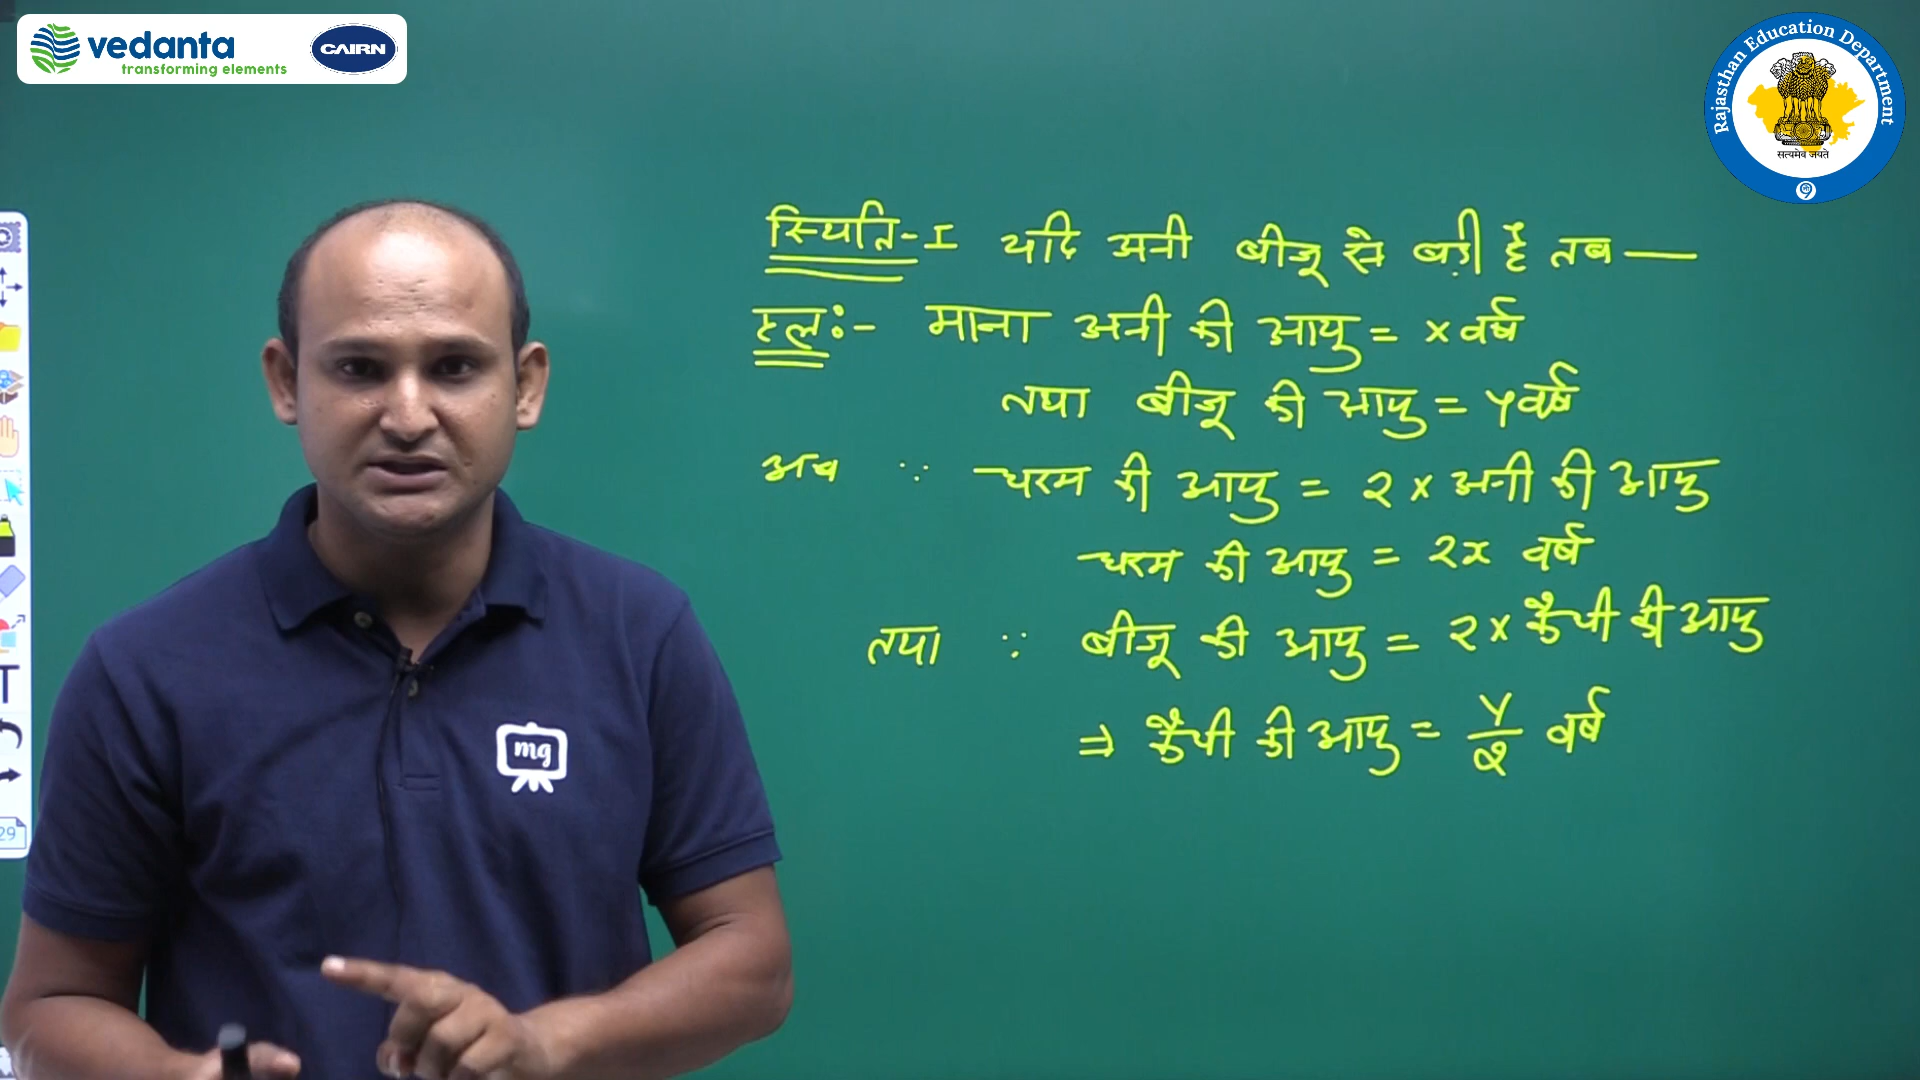 vedanta
transforming elements
CAIRN
Rajasthan Education Department
सत्यमेव जयते
स्थिति-I यदि अनी बीजू से बड़ी है तब —
हल:- माना अनी की आयु = x वर्ष
तथा बीजू की आयु = y वर्ष
अब ∵ धरम की आयु = 2 × अनी की आयु
धरम की आयु = 2x वर्ष
तथा ∵ बीजू की आयु = 2 × कैथी की आयु
⇒ कैथी की आयु = y/2 वर्ष
mg
T
29